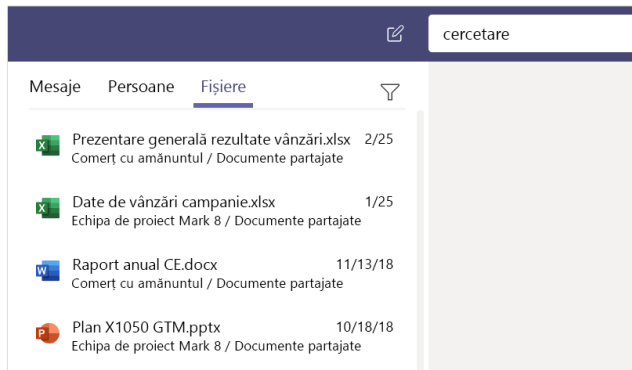 cercetare
Mesaje Persoane Fișiere
Prezentare generală rezultate vânzări.xlsx 2/25
Comerț cu amănuntul / Documente partajate
Date de vânzări campanie.xlsx 1/25
Echipa de proiect Mark 8 / Documente partajate
Raport anual CE.docx 11/13/18
Comerț cu amănuntul / Documente partajate
Plan X1050 GTM.pptx 10/18/18
Echipa de proiect Mark 8 / Documente partajate